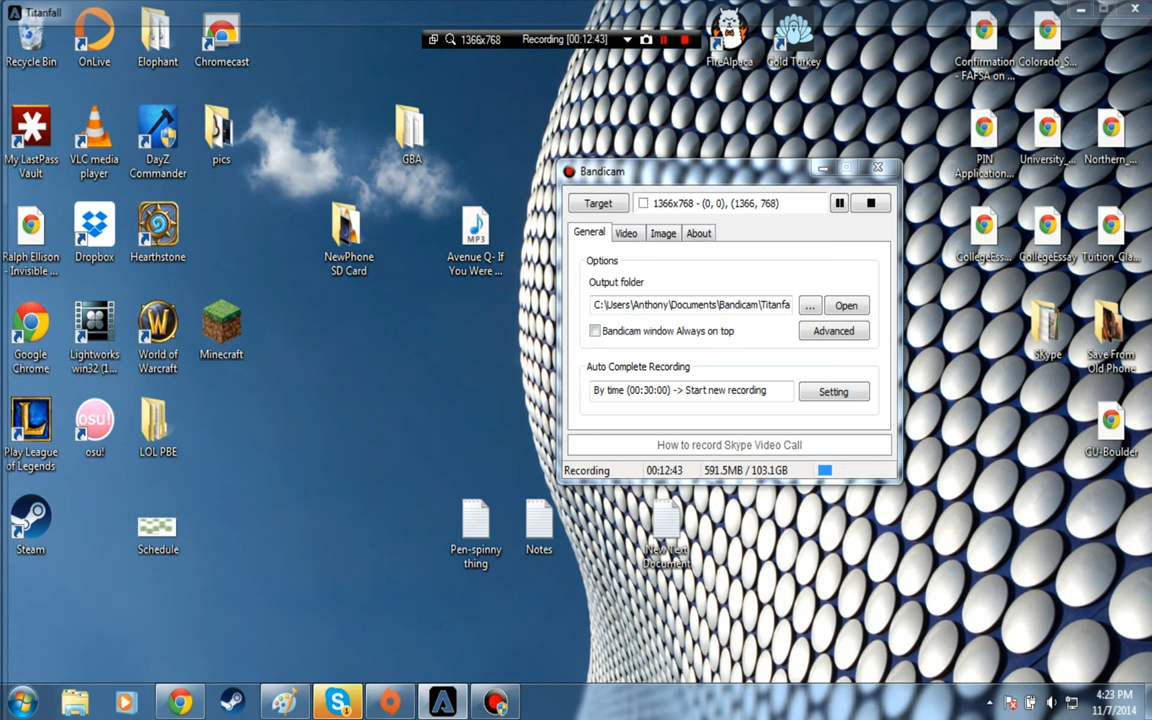 Titanfall
Recycle Bin
OnLive
Elophant
Chromecast
1366x768
Recording [00:12:43]
FireAlpaca
Cold Turkey
Confirmation
- FAFSA on ...
Colorado_S...
My LastPass
Vault
VLC media
player
DayZ
Commander
pics
GBA
PIN
Application...
University_...
Northern_...
Ralph Ellison
- Invisible ...
Dropbox
Hearthstone
NewPhone
SD Card
MP3
Avenue Q- If
You Were ...
CollegeEss...
CollegeEssay
Tuition_Cla...
Google
Chrome
Lightworks
win32 (1...
World of
Warcraft
Minecraft
Skype
Save From
Old Phone
Play League
of Legends
osu!
osu!
LOL PBE
CU-Boulder
Steam
Schedule
Pen-spinny
thing
Notes
New Text
Document
Bandicam
Target
1366x768 - (0, 0), (1366, 768)
General
Video
Image
About
Options
Output folder
C:\Users\Anthony\Documents\Bandicam\Titanfa
...
Open
Bandicam window Always on top
Advanced
Auto Complete Recording
By time (00:30:00) -> Start new recording
Setting
How to record Skype Video Call
Recording
00:12:43
591.5MB / 103.1GB
4:23 PM
11/7/2014